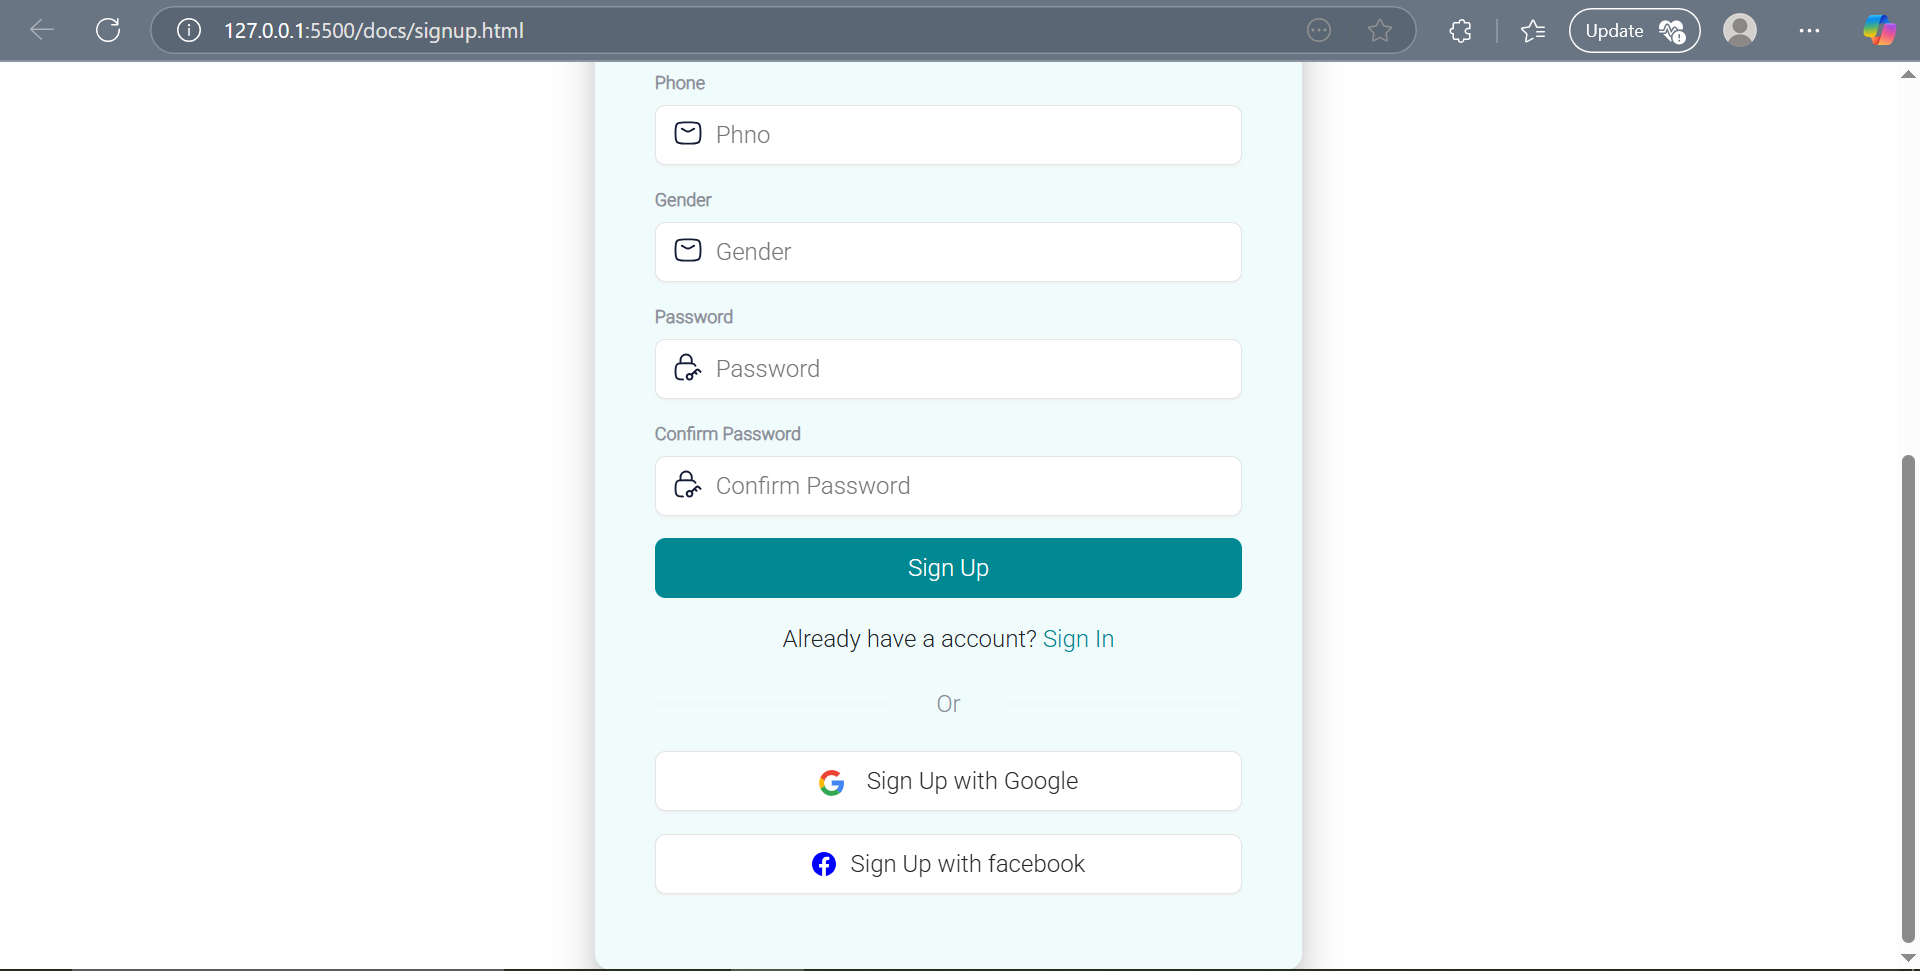 127.0.0.1:5500/docs/signup.html
Update
Phone
Phno
Gender
Gender
Password
Password
Confirm Password
Confirm Password
Sign Up
Already have a account? Sign In
Or
Sign Up with Google
Sign Up with facebook